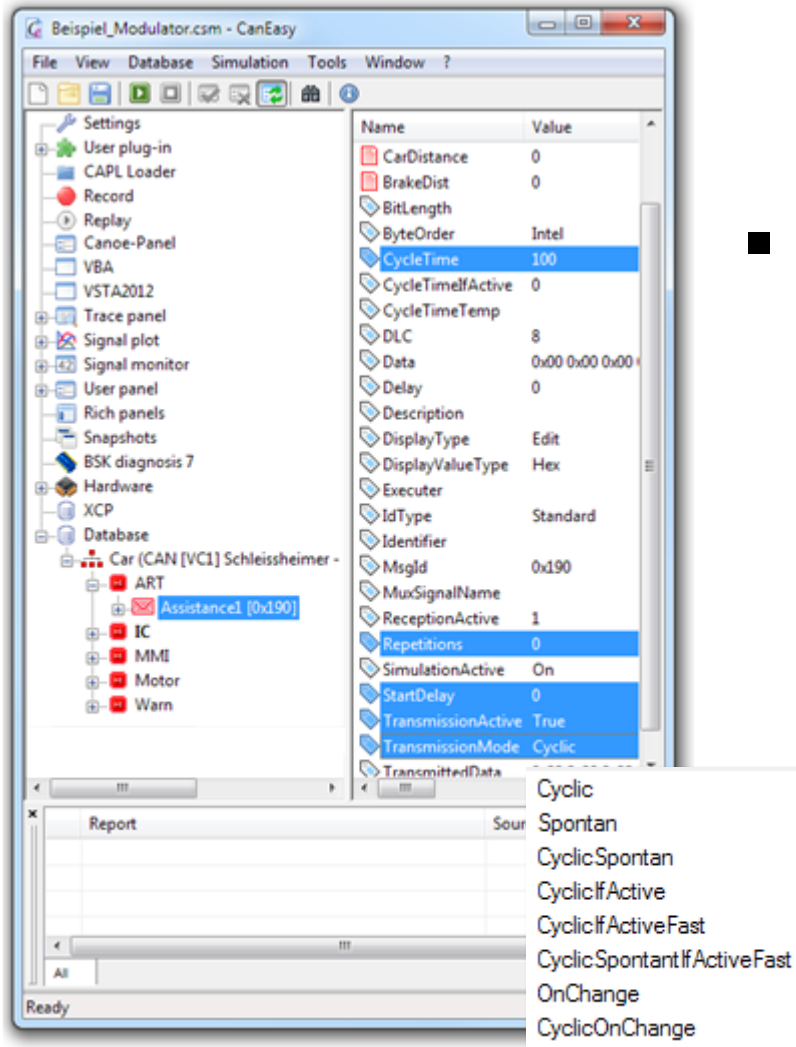 Beispiel_Modulator.csm - CanEasy
File View Database Simulation Tools Window ?
Settings
User plug-in
CAPL Loader
Record
Replay
Canoe-Panel
VBA
VSTA2012
Trace panel
Signal plot
42 Signal monitor
User panel
Rich panels
Snapshots
BSK diagnosis 7
Hardware
XCP
Database
Car (CAN [VC1] Schleissheimer -
ART
Assistance1 [0x190]
IC
MMI
Motor
Warn
Name Value
CarDistance 0
BrakeDist 0
BitLength
ByteOrder Intel
CycleTime 100
CycleTimeIfActive 0
CycleTimeTemp
DLC 8
Data 0x00 0x00 0x00
Delay 0
Description
DisplayType Edit
DisplayValueType Hex
Executer
IdType Standard
Identifier
MsgId 0x190
MuxSignalName
ReceptionActive 1
Repetitions 0
SimulationActive On
StartDelay 0
TransmissionActive True
TransmissionMode Cyclic
TransmittedData
Cyclic
Spontan
CyclicSpontan
CyclicIfActive
CyclicIfActiveFast
CyclicSpontantIfActiveFast
OnChange
CyclicOnChange
Report Sour
All
Ready